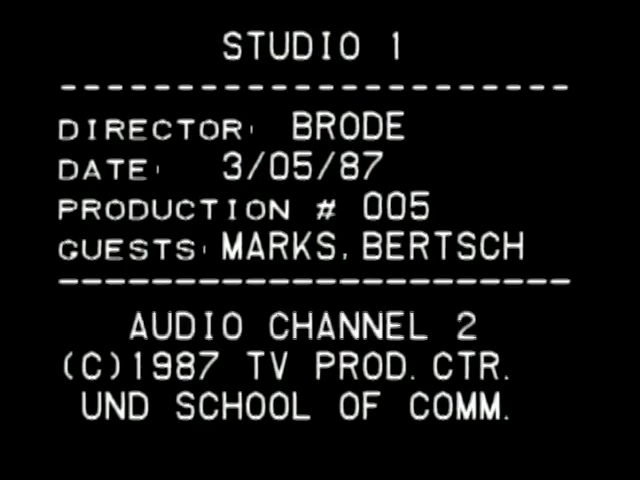 STUDIO 1
-----------------------
DIRECTOR: BRODE
DATE: 3/05/87
PRODUCTION # 005
GUESTS: MARKS, BERTSCH
-----------------------
AUDIO CHANNEL 2
(C)1987 TV PROD. CTR.
UND SCHOOL OF COMM.